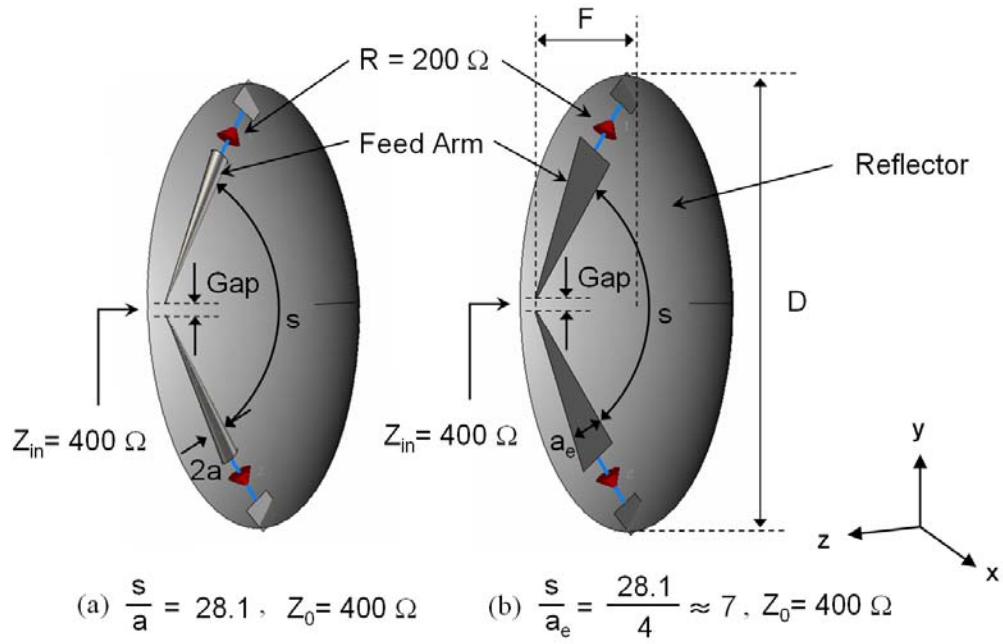 F
R = 200 Ω
Feed Arm
Reflector
Gap
Gap
D
s
s
Z_in = 400 Ω
Z_in = 400 Ω
2a
a_e
y
z
x
(a) s/a = 28.1 , Z_0 = 400 Ω
(b) s/a_e = 28.1/4 ≈ 7, Z_0 = 400 Ω